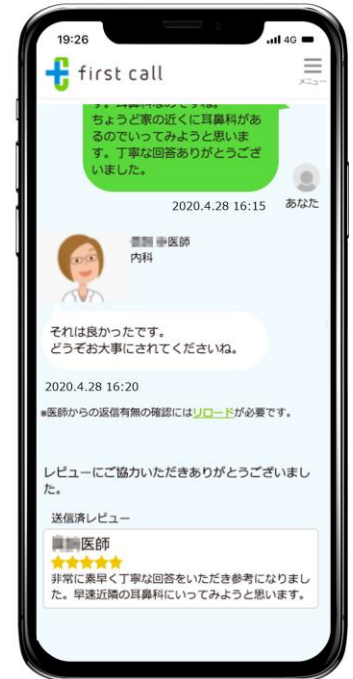 19:26
4G
first call
メニュー
ちょうど家の近くに耳鼻科があ
るのでいってみようと思いま
す。丁寧な回答ありがとうござ
いました。
2020.4.28 16:15
あなた
医師
内科
それは良かったです。
どうぞお大事にされてくださいね。
2020.4.28 16:20
※医師からの返信有無の確認にはリロードが必要です。
レビューにご協力いただきありがとうございまし
た。
送信済レビュー
医師
★★★★★
非常に素早く丁寧な回答をいただき参考になりまし
た。早速近隣の耳鼻科にいってみようと思います。